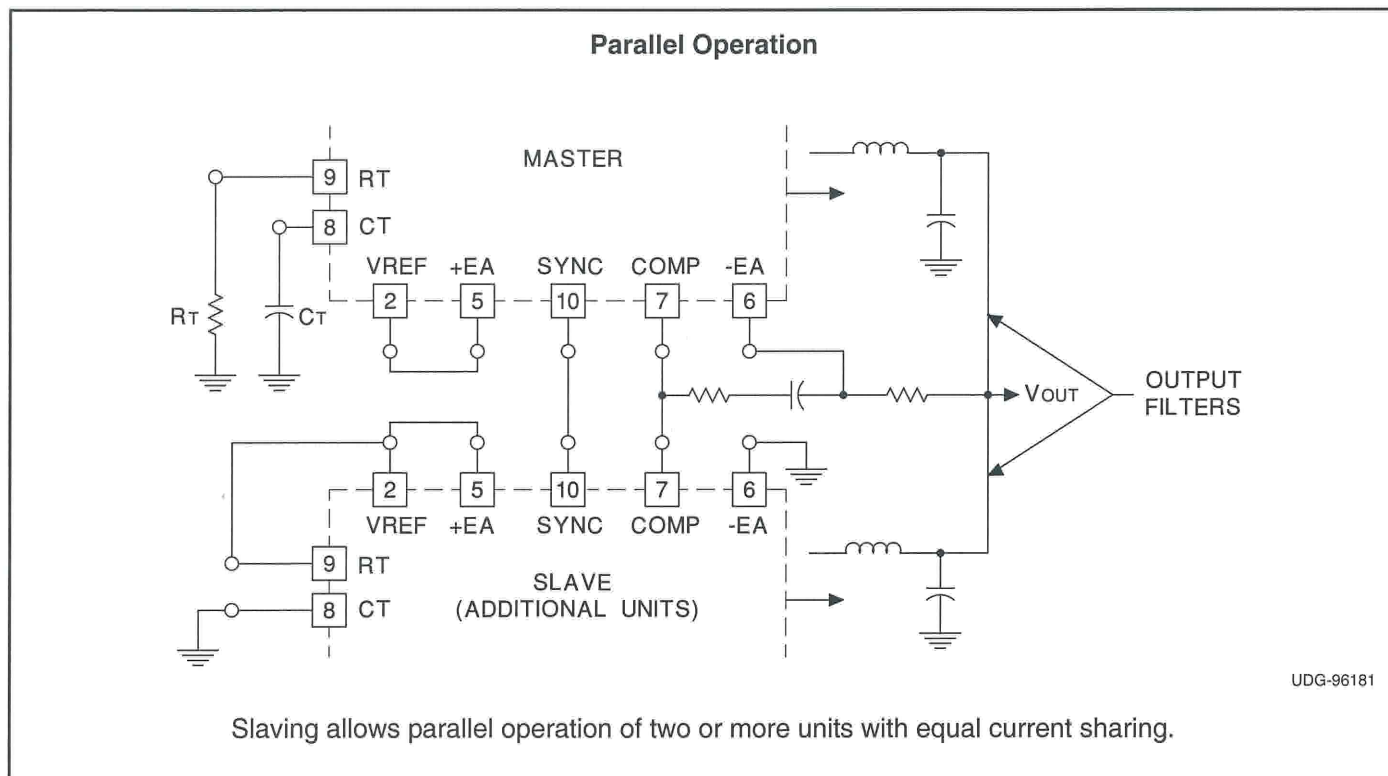 Parallel Operation
MASTER
9 RT
8 CT
VREF +EA SYNC COMP -EA
2 5 10 7 6
RT CT
VOUT
OUTPUT
FILTERS
2 5 10 7 6
VREF +EA SYNC COMP -EA
9 RT
8 CT
SLAVE
(ADDITIONAL UNITS)
UDG-96181
Slaving allows parallel operation of two or more units with equal current sharing.